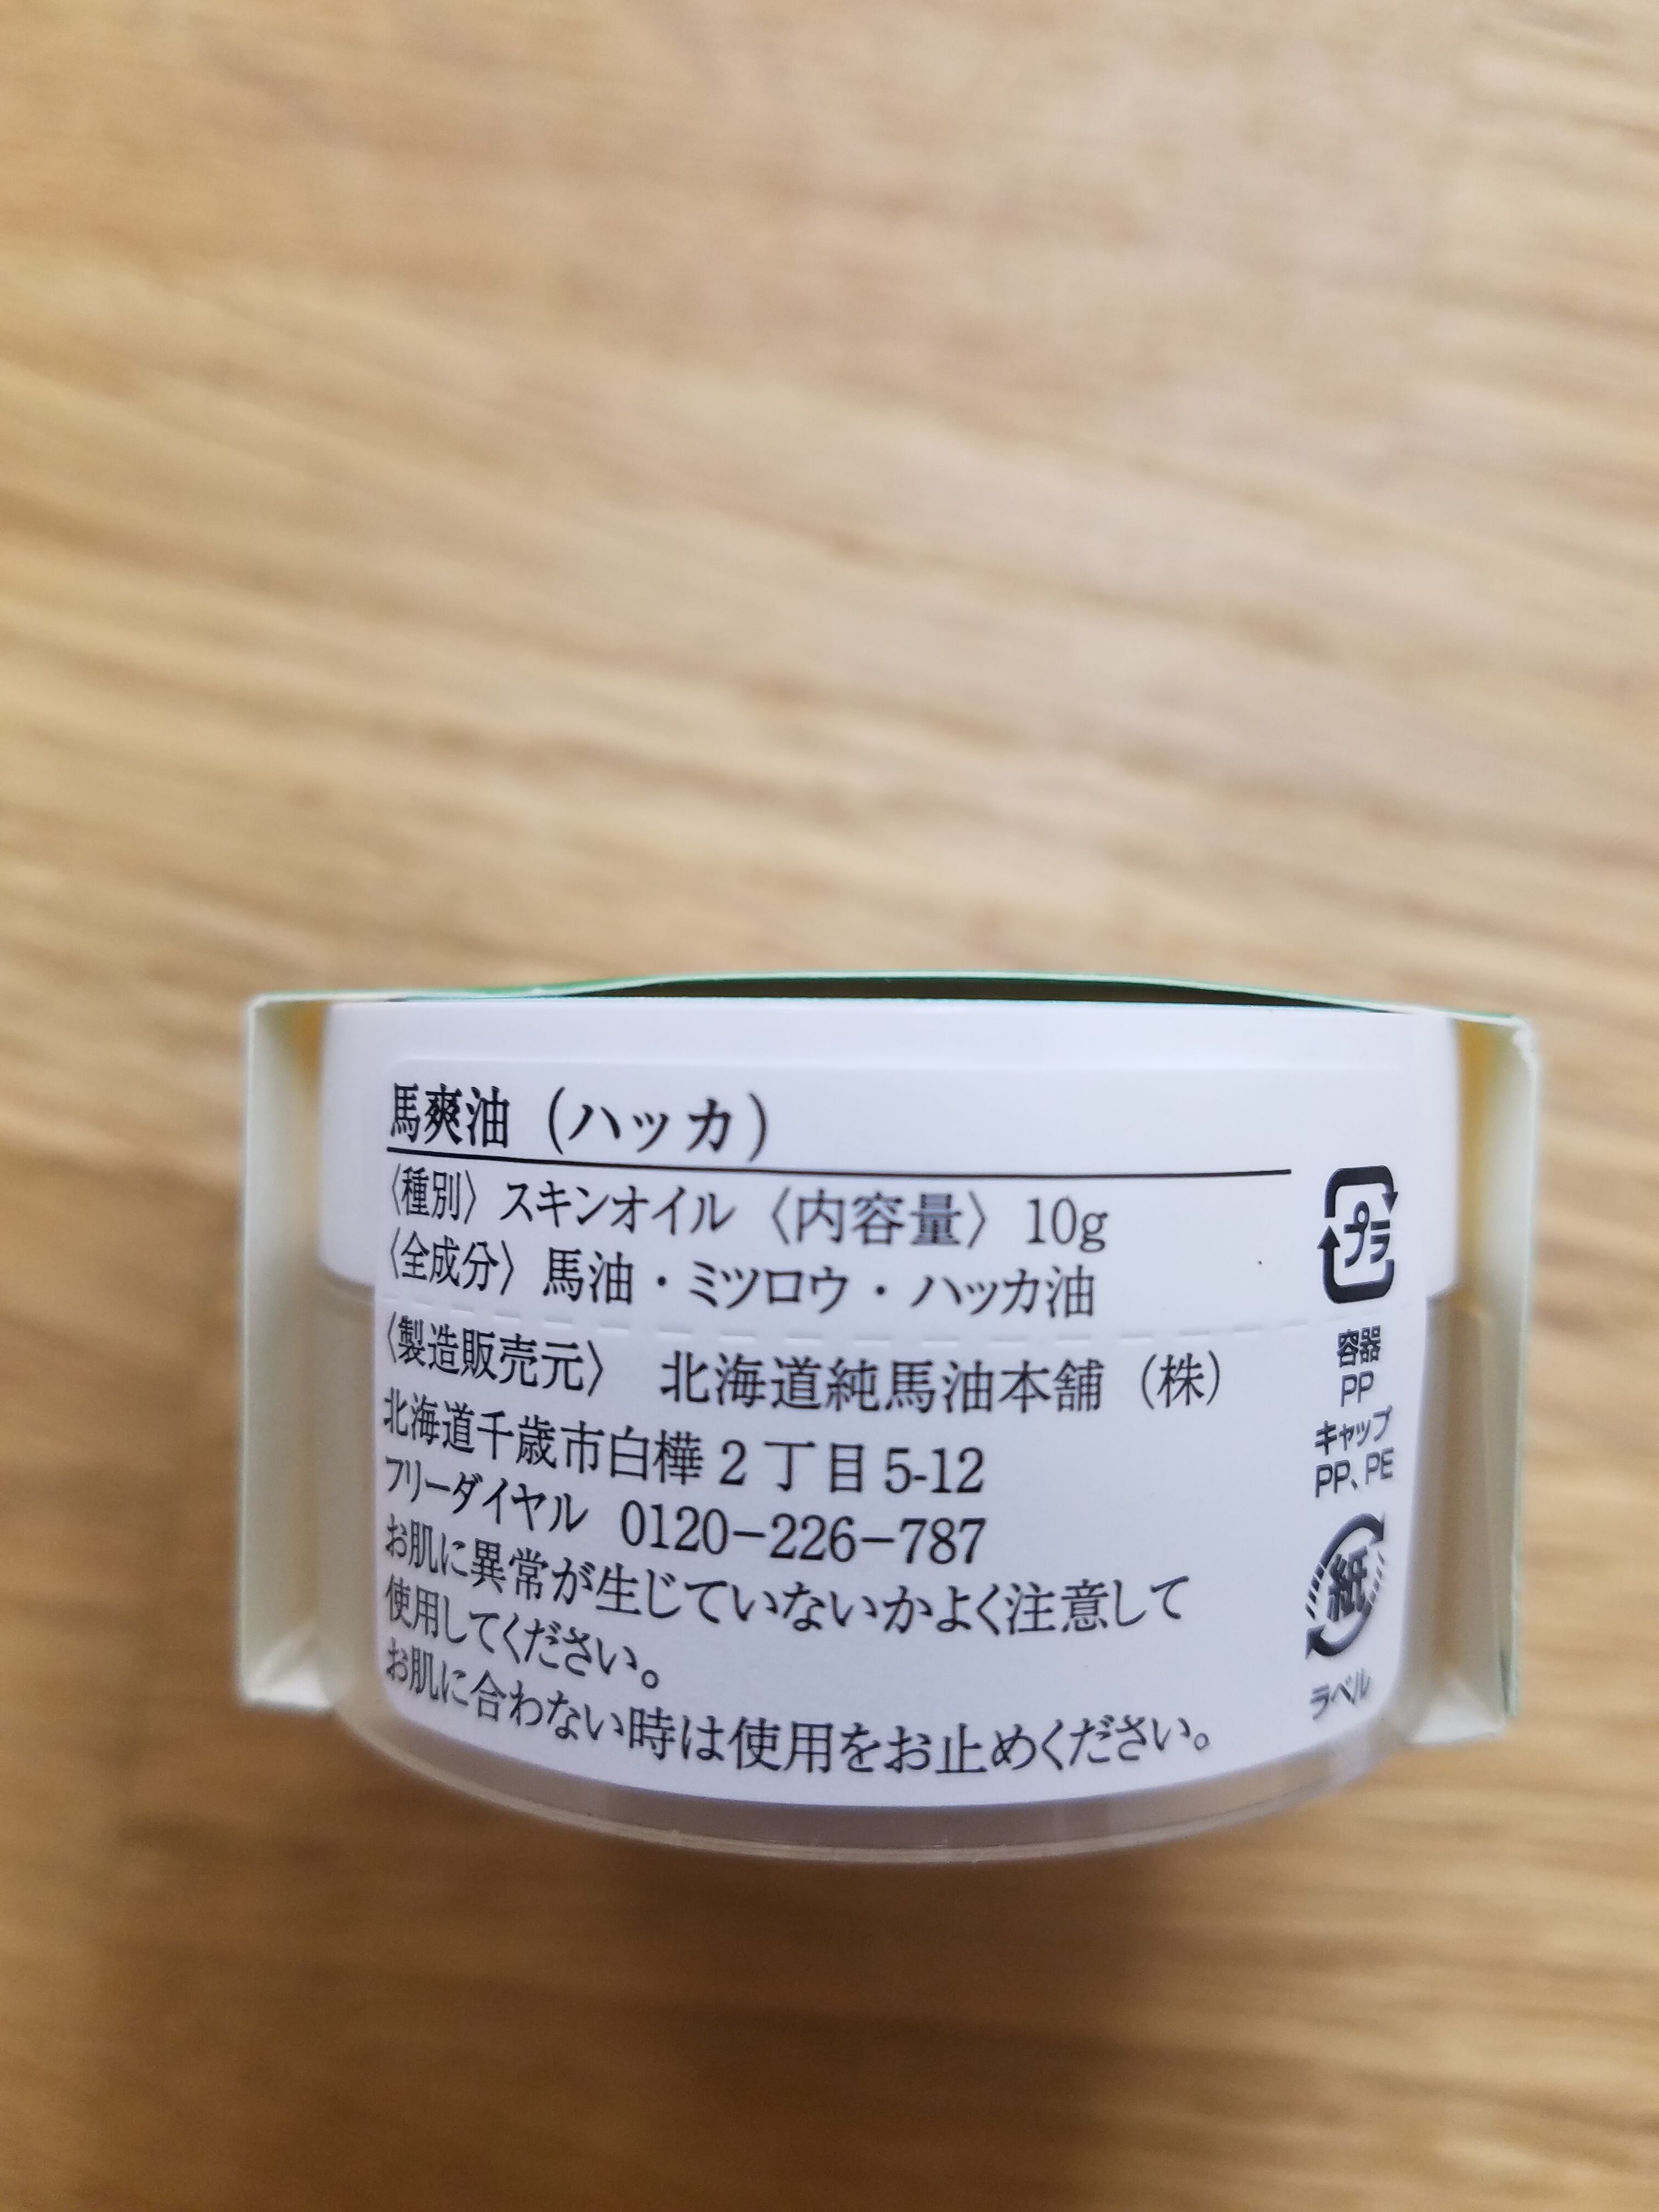 馬爽油（ハッカ）
〈種別〉スキンオイル〈内容量〉10g
〈全成分〉馬油・ミツロウ・ハッカ油
〈製造販売元〉 北海道純馬油本舗（株）
北海道千歳市白樺2丁目5-12
フリーダイヤル 0120−226−787
お肌に異常が生じていないかよく注意して
使用してください。
お肌に合わない時は使用をお止めください。
プラ
容器
PP
キャップ
PP、PE
紙
ラベル